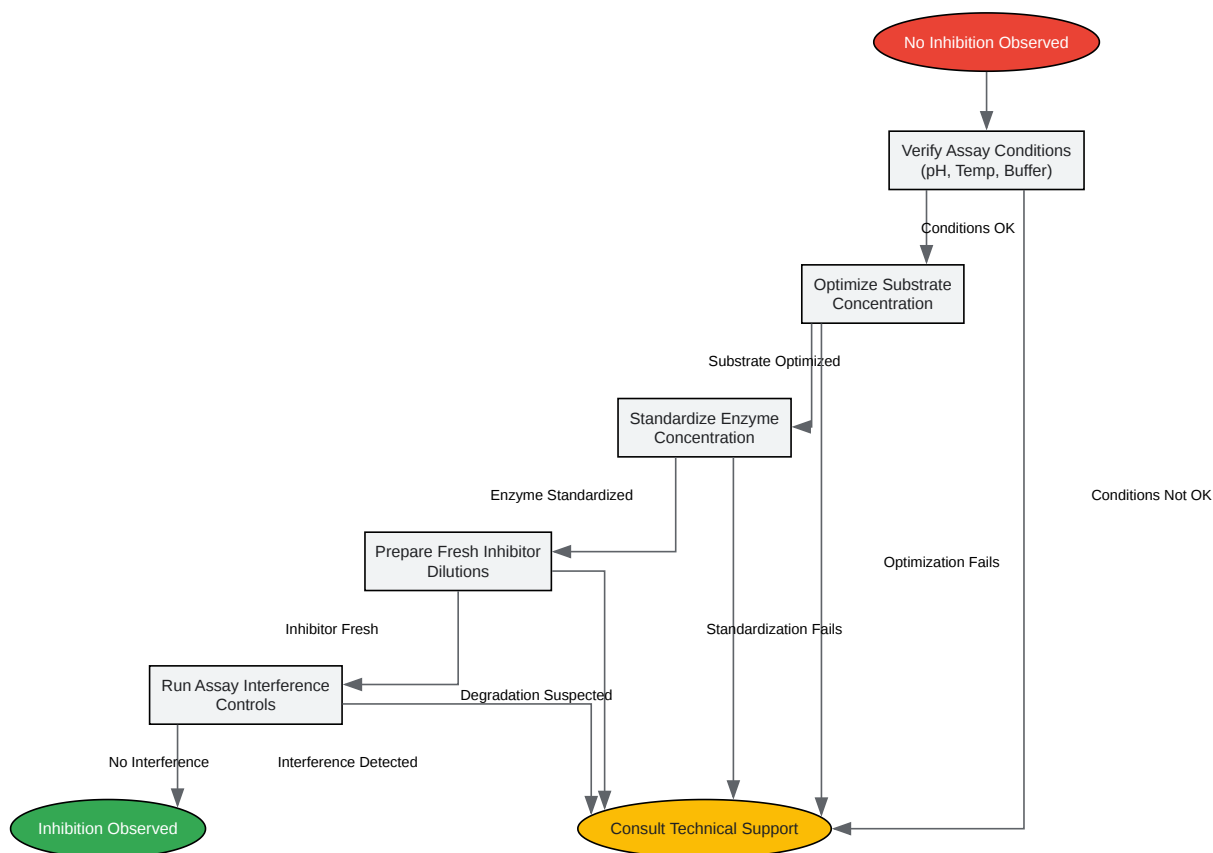 No Inhibition Observed
Verify Assay Conditions
(pH, Temp, Buffer)
Conditions OK
Optimize Substrate
Concentration
Substrate Optimized
Standardize Enzyme
Concentration
Enzyme Standardized
Conditions Not OK
Prepare Fresh Inhibitor
Dilutions
Optimization Fails
Inhibitor Fresh
Standardization Fails
Run Assay Interference
Controls
Degradation Suspected
No Interference
Interference Detected
Inhibition Observed
Consult Technical Support